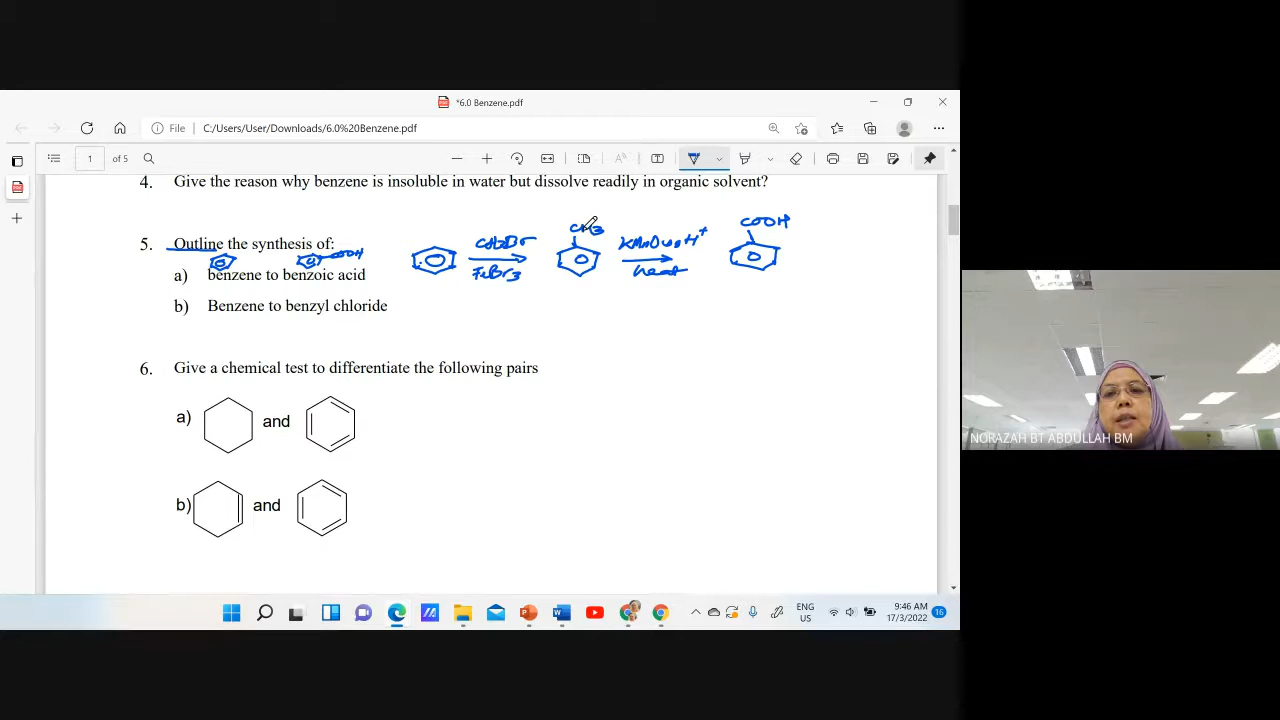 *6.0 Benzene.pdf
File C:/Users/User/Downloads/6.0%20Benzene.pdf
1 of 5
4. Give the reason why benzene is insoluble in water but dissolve readily in organic solvent?
CH3 COOH
5. Outline the synthesis of: CH3Br KMnO4, H+
COOH FeBr3 heat
a) benzene to benzoic acid
b) Benzene to benzyl chloride
6. Give a chemical test to differentiate the following pairs
a) and
b) and
NORAZAH BT ABDULLAH BM
ENG
US
9:46 AM
17/3/2022
16